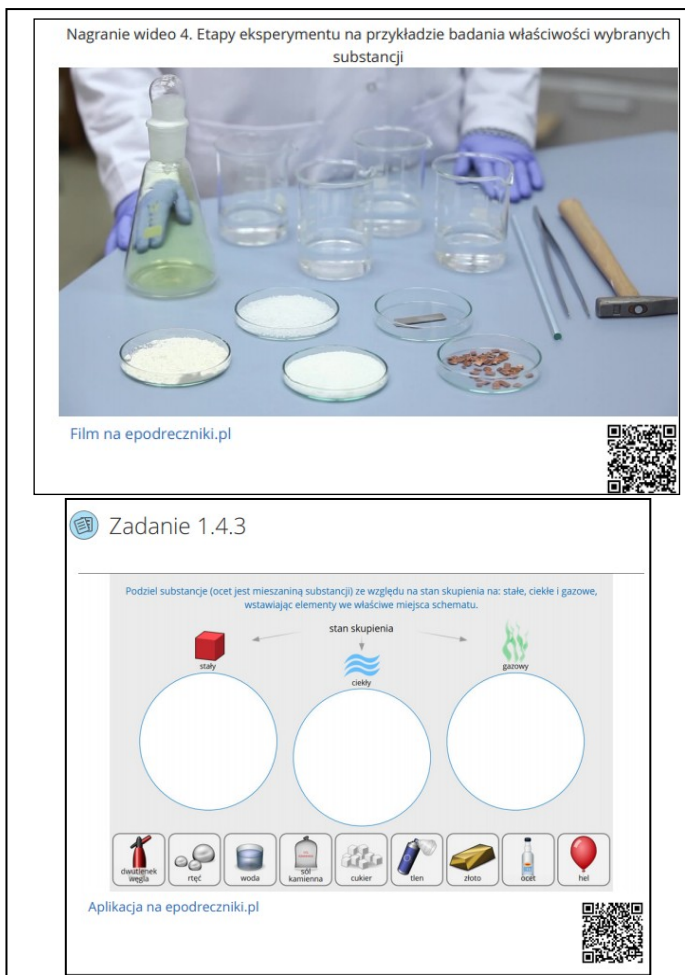 Nagranie wideo 4. Etapy eksperymentu na przykładzie badania właściwości wybranych
substancji
Film na epodreczniki.pl
Zadanie 1.4.3
Podziel substancje (ocet jest mieszaniną substancji) ze względu na stan skupienia na: stałe, ciekłe i gazowe,
wstawiając elementy we właściwe miejsca schematu.
stan skupienia
stały
ciekły
gazowy
dwutlenek
węgla
rtęć
woda
sól
kamienna
cukier
tlen
złoto
ocet
hel
Aplikacja na epodreczniki.pl